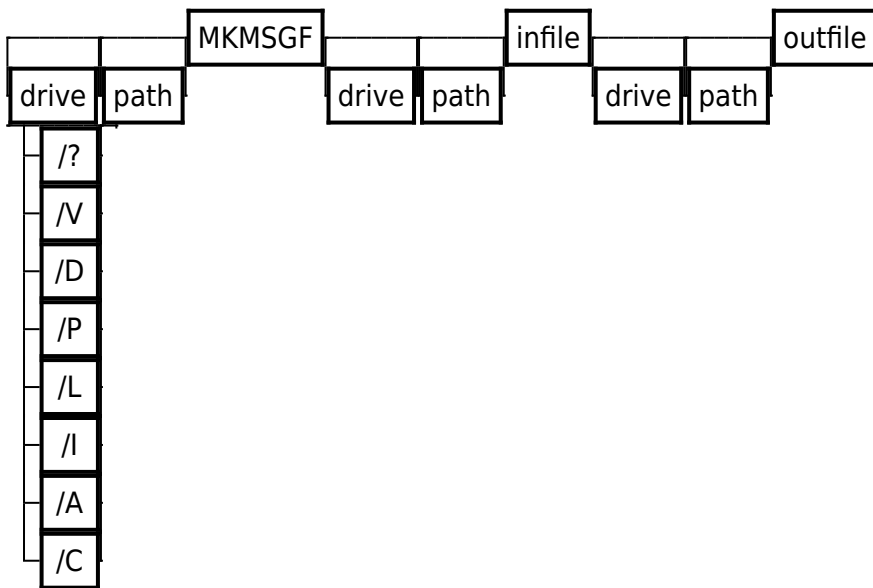 MKMSGF infile outfile
drive path drive path drive path
/?
/V
/D
/P
/L
/I
/A
/C